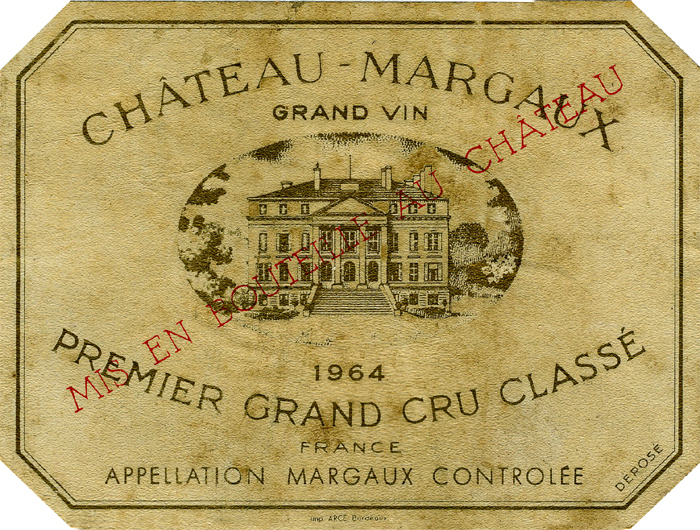 CHÂTEAU-MARGAUX
GRAND VIN
MIS EN BOUTEILLE AU CHÂTEAU
1964
PREMIER GRAND CRU CLASSÉ
FRANCE
APPELLATION MARGAUX CONTROLÉE
DEROSE
imp. ARCE Bordeaux